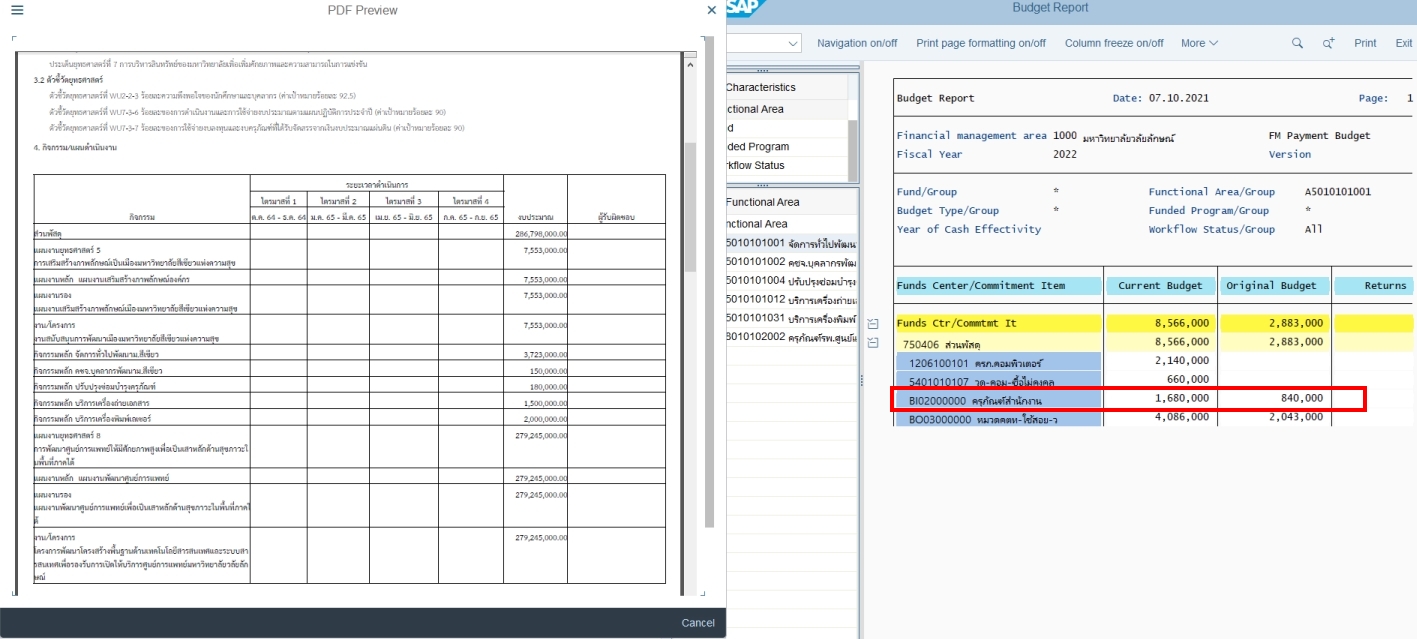 PDF Preview
ประเด็นยุทธศาสตร์ที่ 7 การบริหารสินทรัพย์ของมหาวิทยาลัยเพื่อเพิ่มศักยภาพและความสามารถในการแข่งขัน
3.2 ตัวชี้วัดยุทธศาสตร์
ตัวชี้วัดยุทธศาสตร์ที่ WU2-2-3 ร้อยละความพึงพอใจของนักศึกษาและบุคลากร (ค่าเป้าหมายร้อยละ 92.5)
ตัวชี้วัดยุทธศาสตร์ที่ WU7-3-6 ร้อยละของการดำเนินงานและการใช้จ่ายงบประมาณตามแผนปฏิบัติการประจำปี (ค่าเป้าหมายร้อยละ 90)
ตัวชี้วัดยุทธศาสตร์ที่ WU7-3-7 ร้อยละของการใช้จ่ายงบลงทุนและงบครุภัณฑ์ที่ได้รับจัดสรรจากเงินงบประมาณแผ่นดิน (ค่าเป้าหมายร้อยละ 90)
4. กิจกรรม/แผนดำเนินงาน
ระยะเวลาดำเนินการ
ไตรมาสที่ 1 ไตรมาสที่ 2 ไตรมาสที่ 3 ไตรมาสที่ 4
กิจกรรม ต.ค. 64 - ธ.ค. 64 ม.ค. 65 - มี.ค. 65 เม.ย. 65 - มิ.ย. 65 ก.ค. 65 - ก.ย. 65 งบประมาณ ผู้รับผิดชอบ
ส่วนพัสดุ 286,798,000.00
แผนงานยุทธศาสตร์ 5 7,553,000.00
การเสริมสร้างภาพลักษณ์เป็นเมืองมหาวิทยาลัยสีเขียวแห่งความสุข
แผนงานหลัก แผนงานเสริมสร้างภาพลักษณ์องค์กร 7,553,000.00
แผนงานรอง 7,553,000.00
แผนงานเสริมสร้างภาพลักษณ์เมืองมหาวิทยาลัยสีเขียวแห่งความสุข
งาน/โครงการ 7,553,000.00
งานสนับสนุนการพัฒนาเมืองมหาวิทยาลัยสีเขียวแห่งความสุข
กิจกรรมหลัก จัดการทั่วไปพัฒนาม.สีเขียว 3,723,000.00
กิจกรรมหลัก คชจ.บุคลากรพัฒนาม.สีเขียว 150,000.00
กิจกรรมหลัก ปรับปรุงซ่อมบำรุงครุภัณฑ์ 180,000.00
กิจกรรมหลัก บริการเครื่องถ่ายเอกสาร 1,500,000.00
กิจกรรมหลัก บริการเครื่องพิมพ์เลเซอร์ 2,000,000.00
แผนงานยุทธศาสตร์ 8 279,245,000.00
การพัฒนาศูนย์การแพทย์ให้มีศักยภาพสูงเพื่อเป็นเสาหลักด้านสุขภาวะใ
นพื้นที่ภาคใต้
แผนงานหลัก แผนงานพัฒนาศูนย์การแพทย์ 279,245,000.00
แผนงานรอง 279,245,000.00
แผนงานพัฒนาศูนย์การแพทย์เพื่อเป็นเสาหลักด้านสุขภาวะในพื้นที่ภาคใ
ต้
งาน/โครงการ 279,245,000.00
โครงการพัฒนาโครงสร้างพื้นฐานด้านเทคโนโลยีสารสนเทศและระบบสา
รสนเทศเพื่อรองรับการเปิดให้บริการศูนย์การแพทย์มหาวิทยาลัยวลัยลัก
ษณ์
Cancel
SAP Budget Report
Navigation on/off Print page formatting on/off Column freeze on/off More Print Exit
Characteristics
ctional Area
d
ded Program
rkflow Status
Functional Area
nctional Area
5010101001 จัดการทั่วไปพัฒน
5010101002 คชจ.บุคลากรพัฒ
5010101004 ปรับปรุงซ่อมบำรุง
5010101012 บริการเครื่องถ่ายเ
5010101031 บริการเครื่องพิมพ์
8010102002 ครุภัณฑ์รพ.ศูนย์แ
Budget Report Date: 07.10.2021 Page: 1
Financial management area 1000 มหาวิทยาลัยวลัยลักษณ์ FM Payment Budget
Fiscal Year 2022 Version
Fund/Group * Functional Area/Group A5010101001
Budget Type/Group * Funded Program/Group *
Year of Cash Effectivity Workflow Status/Group All
Funds Center/Commitment Item Current Budget Original Budget Returns
Funds Ctr/Commtmt It 8,566,000 2,883,000
750406 ส่วนพัสดุ 8,566,000 2,883,000
1206100101 ครภ.คอมพิวเตอร์ 2,140,000
5401010107 วด-คอม-ซื้อไม่คงคล 660,000
BI02000000 ครุภัณฑ์สำนักงาน 1,680,000 840,000
BO03000000 หมวดคตท-ใช้สอย-ว 4,086,000 2,043,000